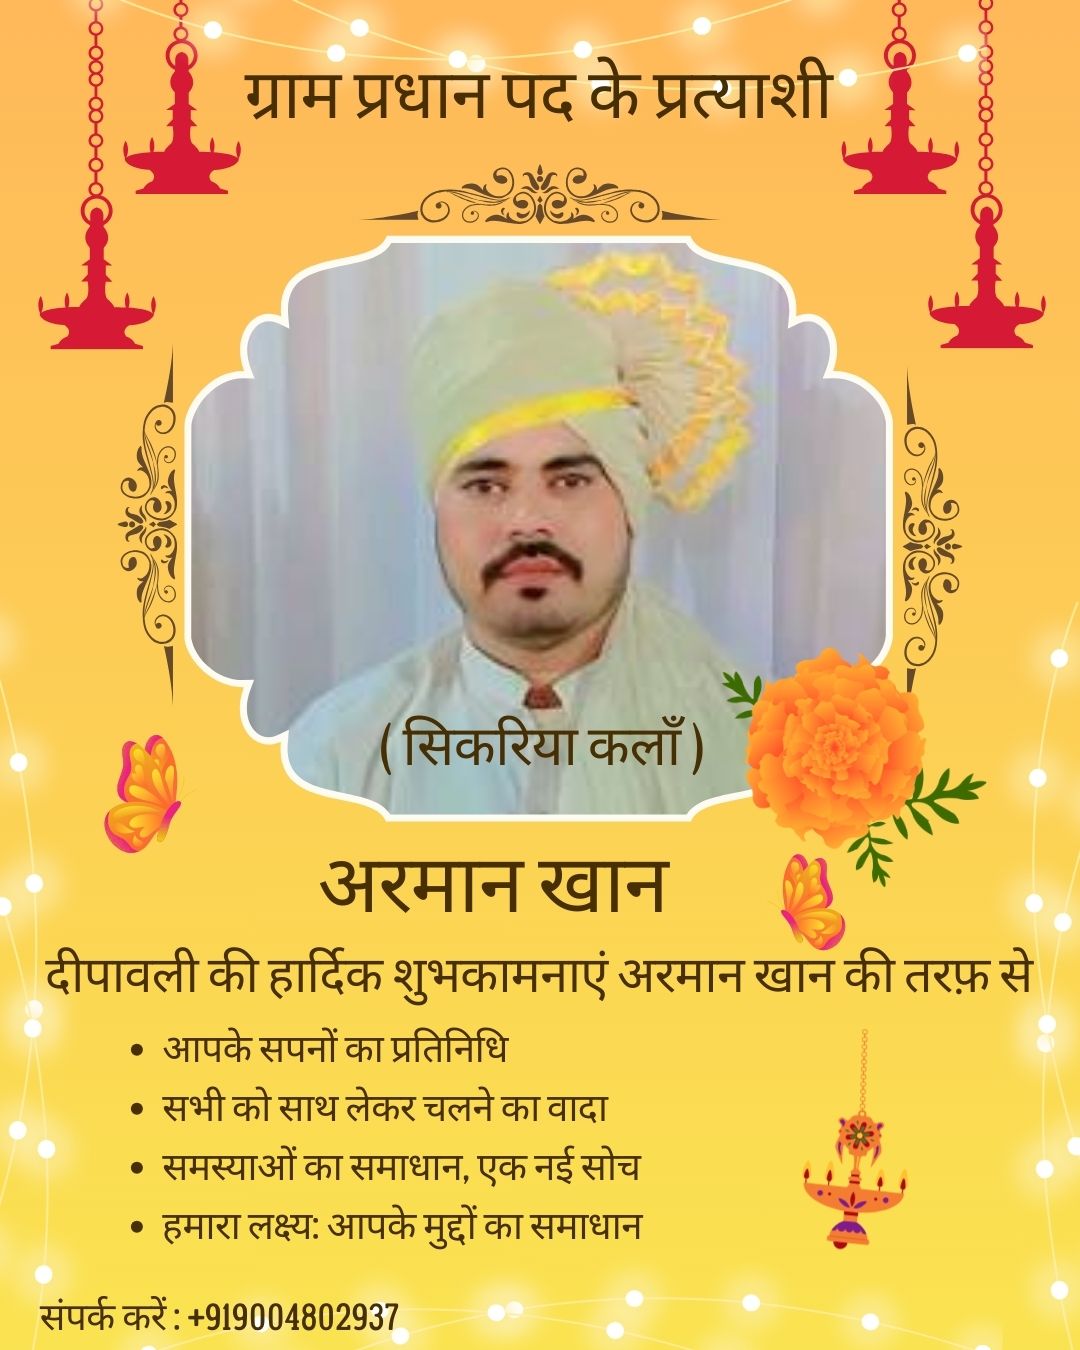 ग्राम प्रधान पद के प्रत्याशी
( सिकरिया कलाँ )
अरमान खान
दीपावली की हार्दिक शुभकामनाएं अरमान खान की तरफ़ से
• आपके सपनों का प्रतिनिधि
• सभी को साथ लेकर चलने का वादा
• समस्याओं का समाधान, एक नई सोच
• हमारा लक्ष्य: आपके मुद्दों का समाधान
संपर्क करें : +919004802937